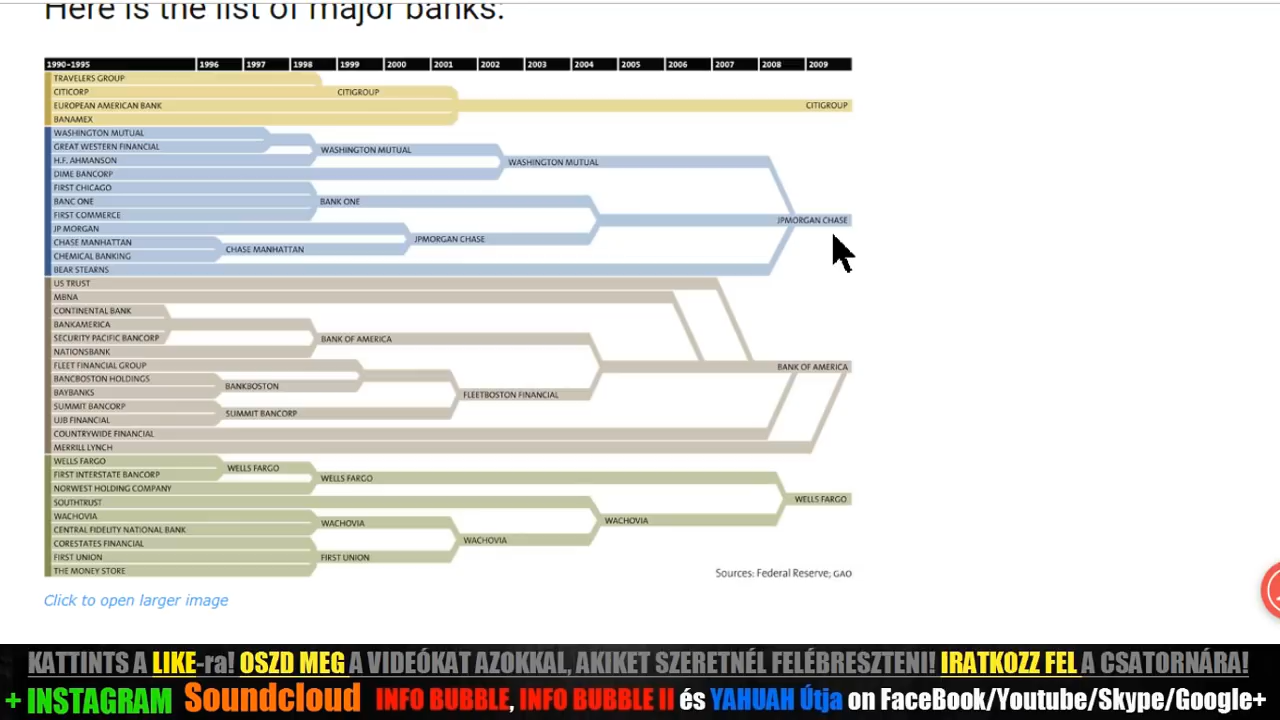 Here is the list of major banks:
1990–1995 1996 1997 1998 1999 2000 2001 2002 2003 2004 2005 2006 2007 2008 2009
TRAVELERS GROUP
CITICORP CITIGROUP
EUROPEAN AMERICAN BANK CITIGROUP
BANAMEX
WASHINGTON MUTUAL
GREAT WESTERN FINANCIAL WASHINGTON MUTUAL
H.F. AHMANSON WASHINGTON MUTUAL
DIME BANCORP
FIRST CHICAGO
BANC ONE BANK ONE
FIRST COMMERCE JPMORGAN CHASE
JP MORGAN
CHASE MANHATTAN CHASE MANHATTAN JPMORGAN CHASE
CHEMICAL BANKING
BEAR STEARNS
US TRUST
MBNA
CONTINENTAL BANK
BANKAMERICA
SECURITY PACIFIC BANCORP BANK OF AMERICA
NATIONSBANK
FLEET FINANCIAL GROUP BANK OF AMERICA
BANCBOSTON HOLDINGS BANKBOSTON
BAYBANKS FLEETBOSTON FINANCIAL
SUMMIT BANCORP SUMMIT BANCORP
UJB FINANCIAL
COUNTRYWIDE FINANCIAL
MERRILL LYNCH
WELLS FARGO WELLS FARGO
FIRST INTERSTATE BANCORP WELLS FARGO
NORWEST HOLDING COMPANY
SOUTHTRUST WELLS FARGO
WACHOVIA WACHOVIA WACHOVIA
CENTRAL FIDELITY NATIONAL BANK
CORESTATES FINANCIAL WACHOVIA
FIRST UNION FIRST UNION
THE MONEY STORE
Sources: Federal Reserve; GAO
Click to open larger image
KATTINTS A LIKE-ra! OSZD MEG A VIDEÓKAT AZOKKAL, AKIKET SZERETNÉL FELÉBRESZTENI! IRATKOZZ FEL A CSATORNÁRA!
+ INSTAGRAM Soundcloud INFO BUBBLE, INFO BUBBLE II és YAHUAH Útja on FaceBook/Youtube/Skype/Google+